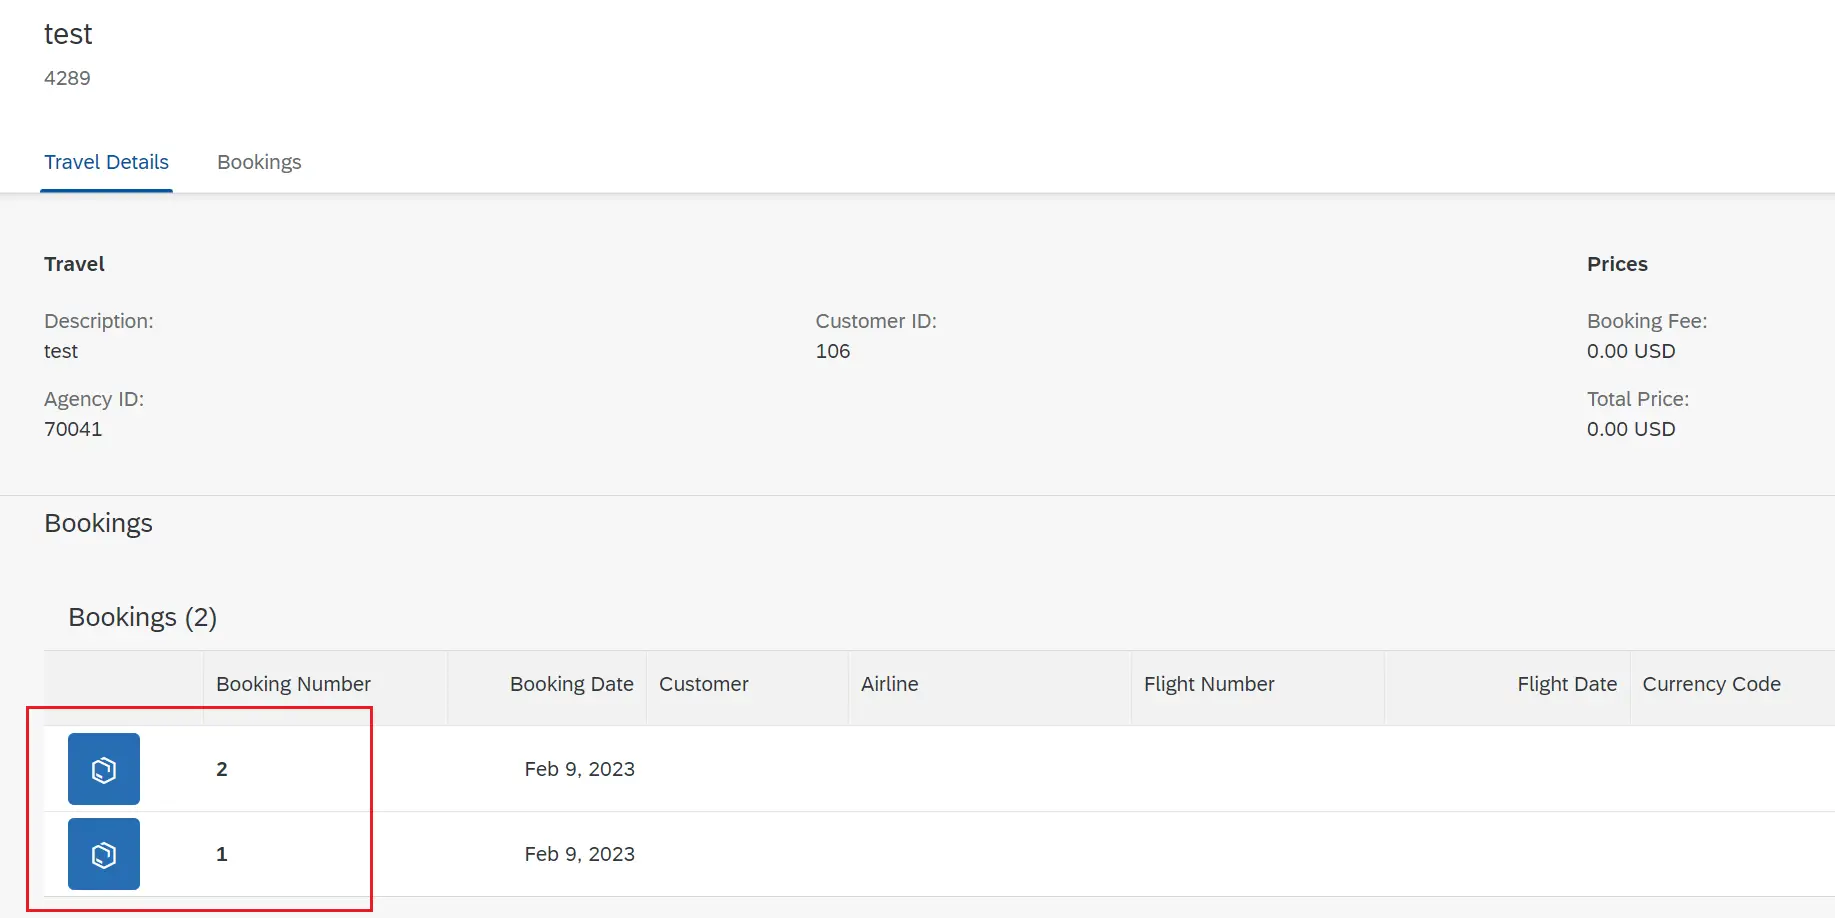 test
4289
Travel Details Bookings
Travel Prices
Description: Customer ID: Booking Fee:
test 106 0.00 USD
Agency ID: Total Price:
70041 0.00 USD
Bookings
Bookings (2)
Booking Number Booking Date Customer Airline Flight Number Flight Date Currency Code
2 Feb 9, 2023
1 Feb 9, 2023